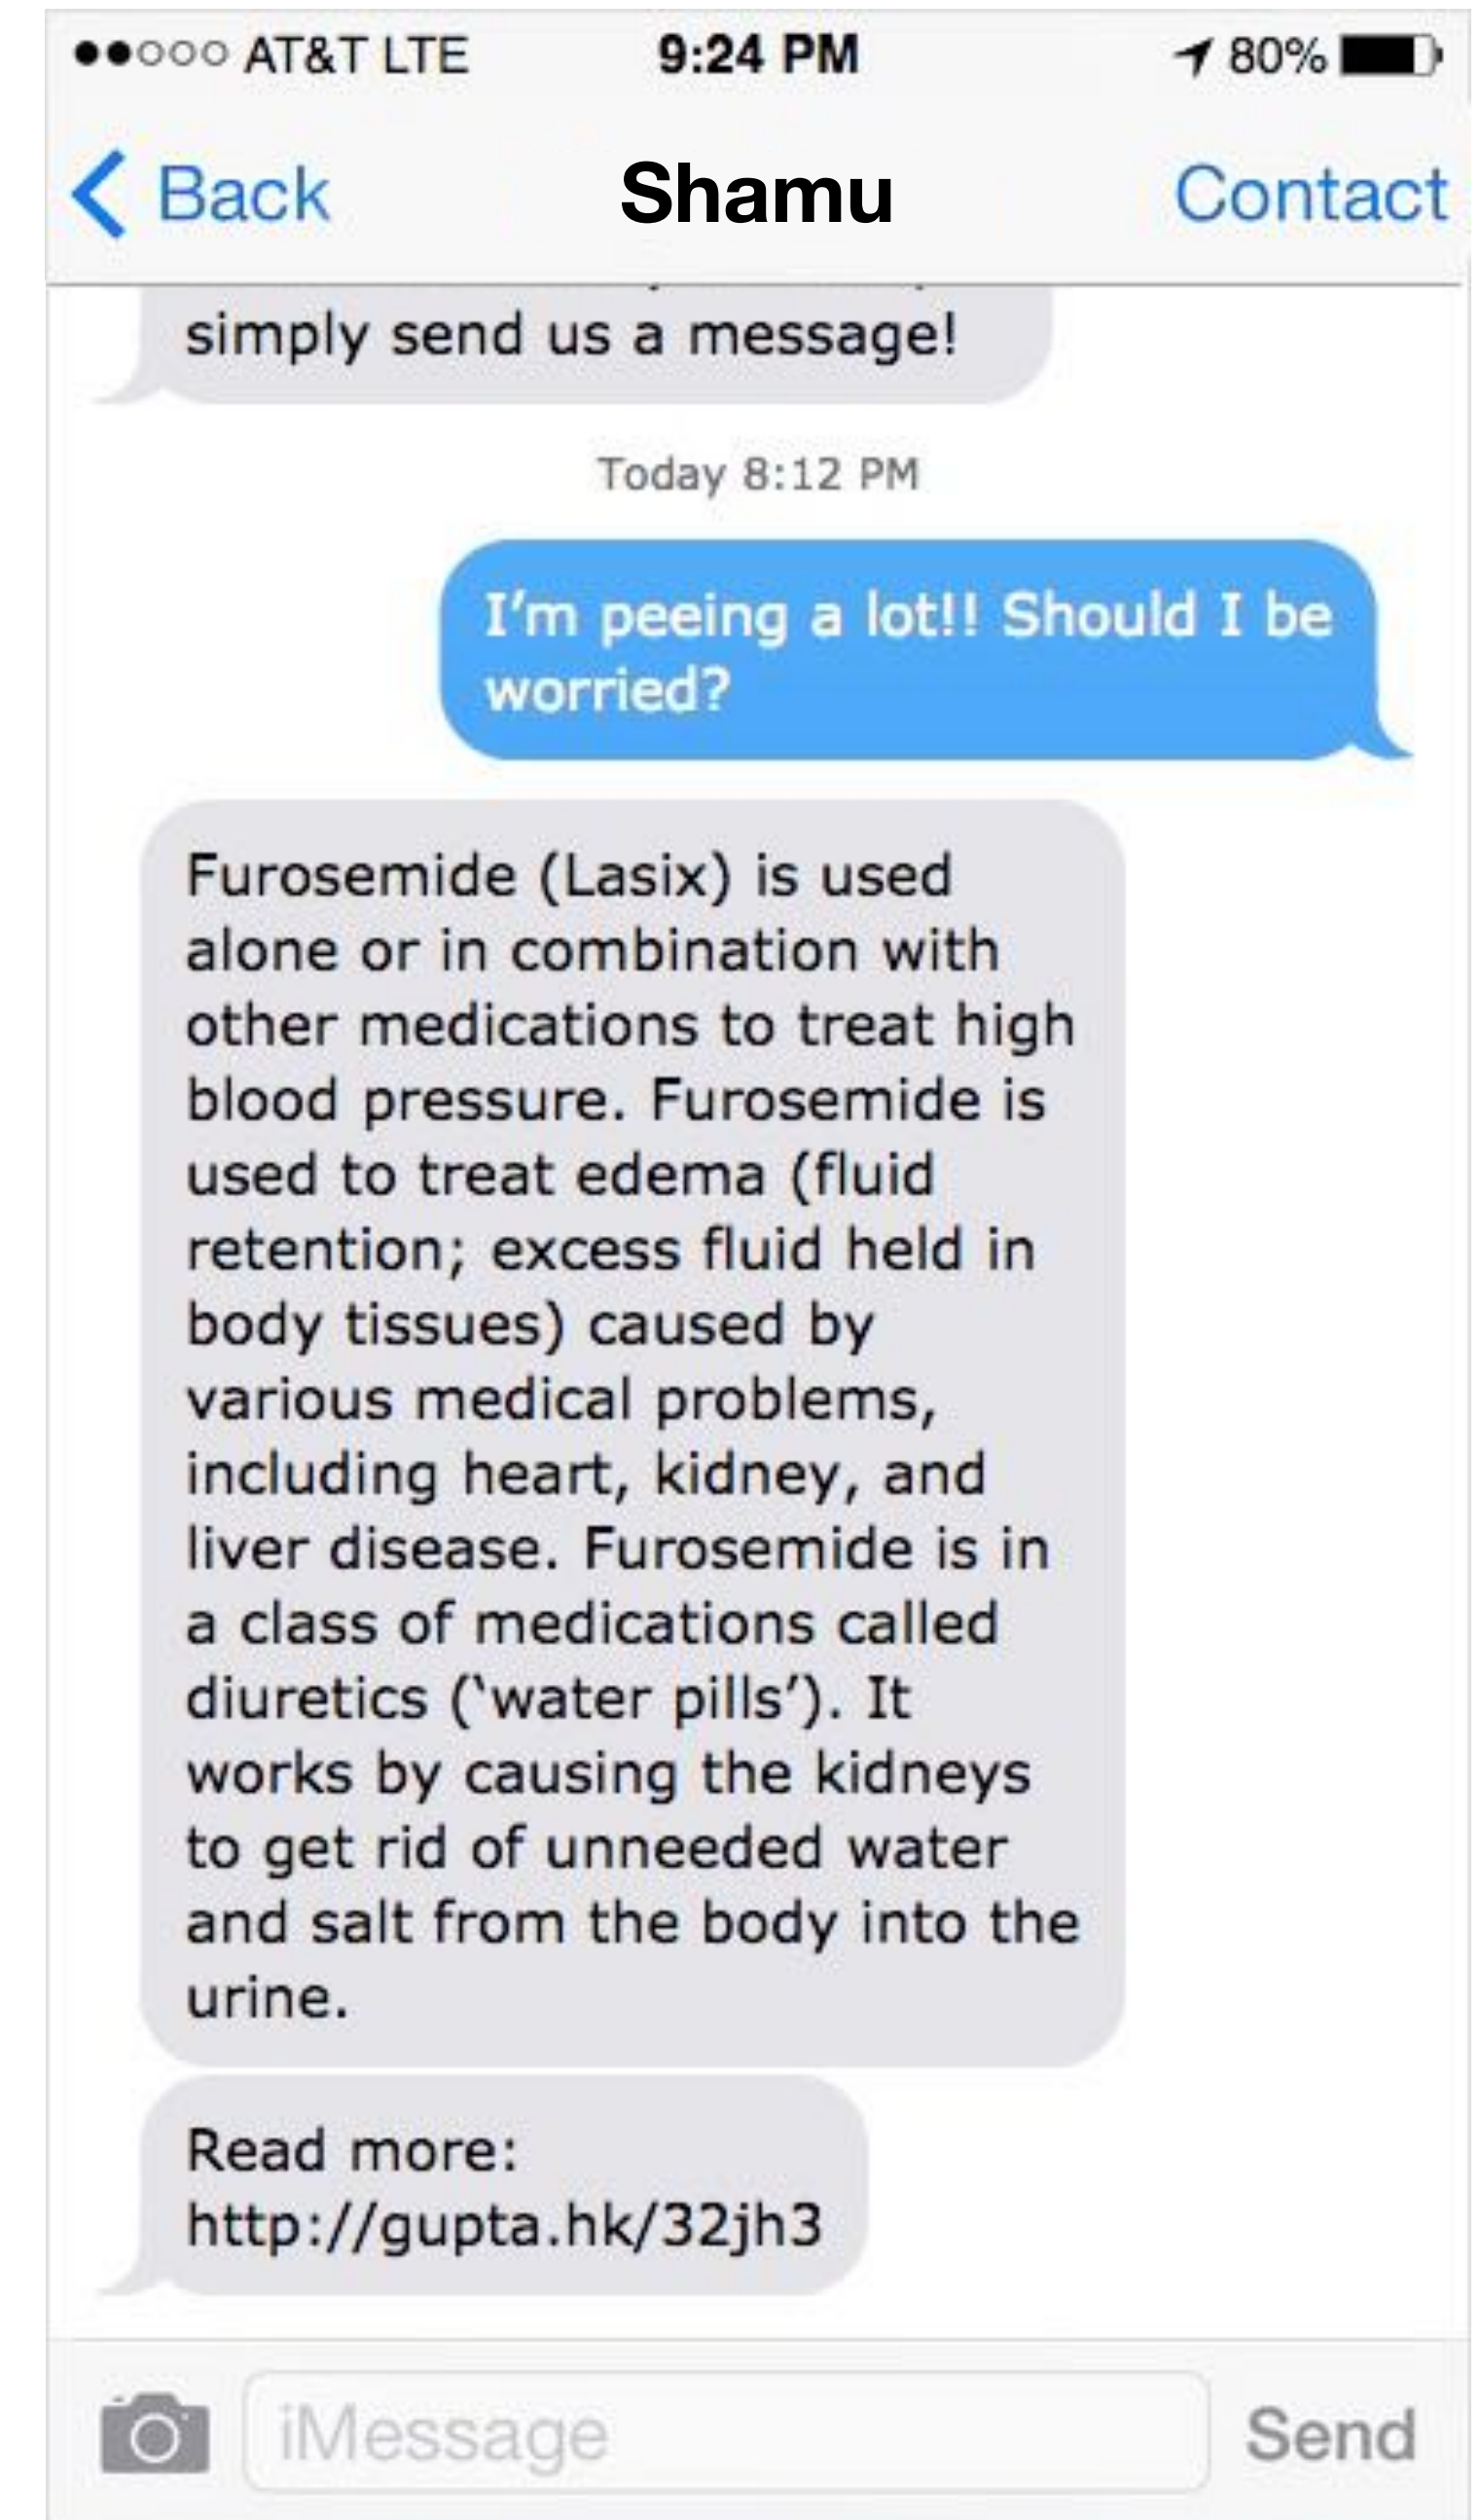 AT&T LTE 9:24 PM 80%
Back Shamu Contact
simply send us a message!
Today 8:12 PM
I’m peeing a lot!! Should I be
worried?
Furosemide (Lasix) is used
alone or in combination with
other medications to treat high
blood pressure. Furosemide is
used to treat edema (fluid
retention; excess fluid held in
body tissues) caused by
various medical problems,
including heart, kidney, and
liver disease. Furosemide is in
a class of medications called
diuretics (‘water pills’). It
works by causing the kidneys
to get rid of unneeded water
and salt from the body into the
urine.
Read more:
http://gupta.hk/32jh3
iMessage Send